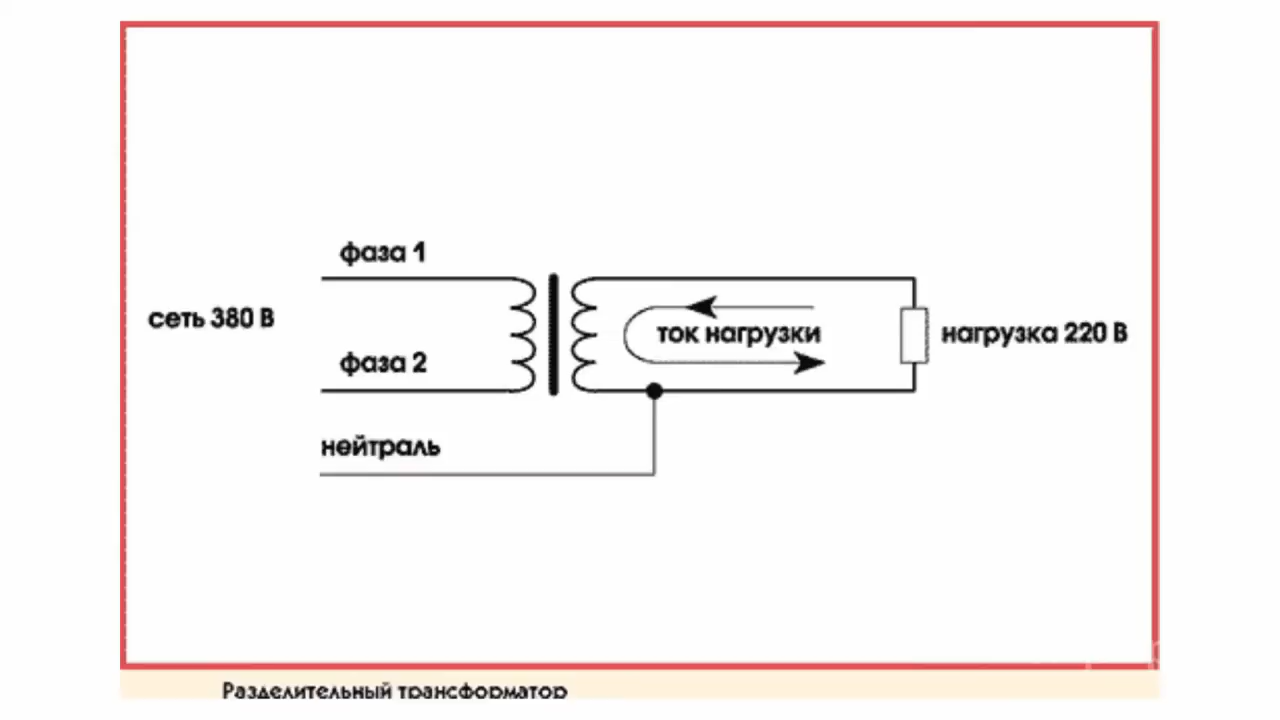 фаза 1
сеть 380 В
ток нагрузки
нагрузка 220 В
фаза 2
нейтраль
Разделительный трансформатор